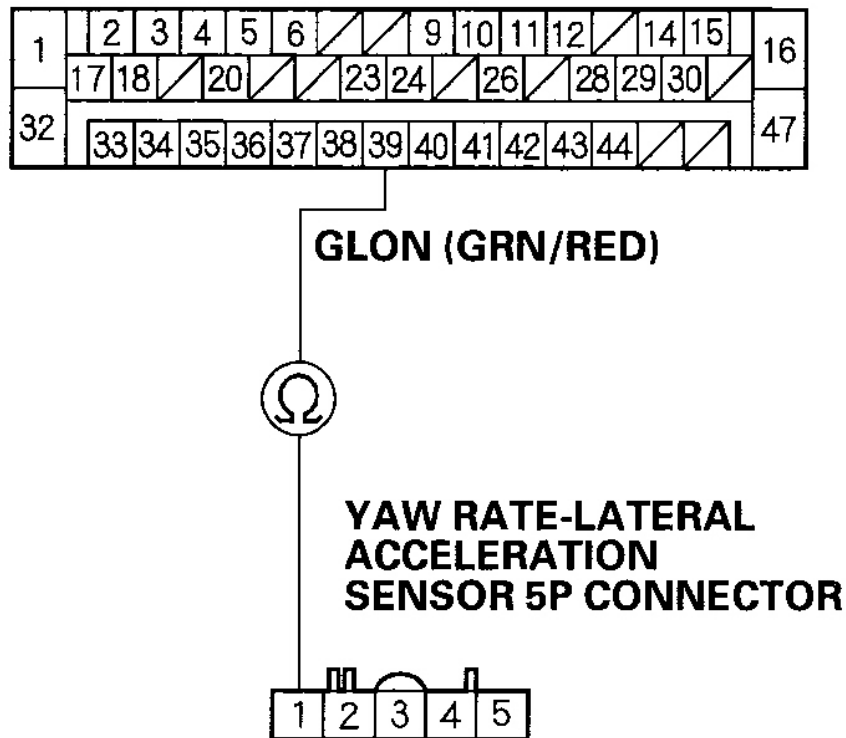 1 2 3 4 5 6 9 10 11 12 14 15 16
17 18 20 23 24 26 28 29 30
32 33 34 35 36 37 38 39 40 41 42 43 44 47
GLON (GRN/RED)
Ω
YAW RATE-LATERAL
ACCELERATION
SENSOR 5P CONNECTOR
1 2 3 4 5